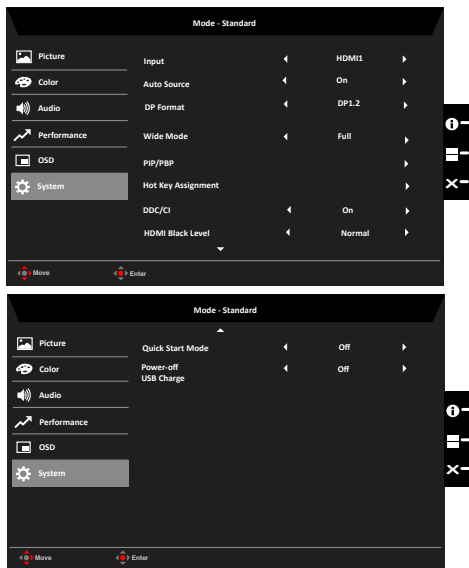 Mode - Standard
Picture
Color
Audio
Performance
OSD
System
Input HDMI1
Auto Source On
DP Format DP1.2
Wide Mode Full
PIP/PBP
Hot Key Assignment
DDC/CI On
HDMI Black Level Normal
Move Enter
Mode - Standard
Picture
Color
Audio
Performance
OSD
System
Quick Start Mode Off
Power-off Off
USB Charge
Move Enter